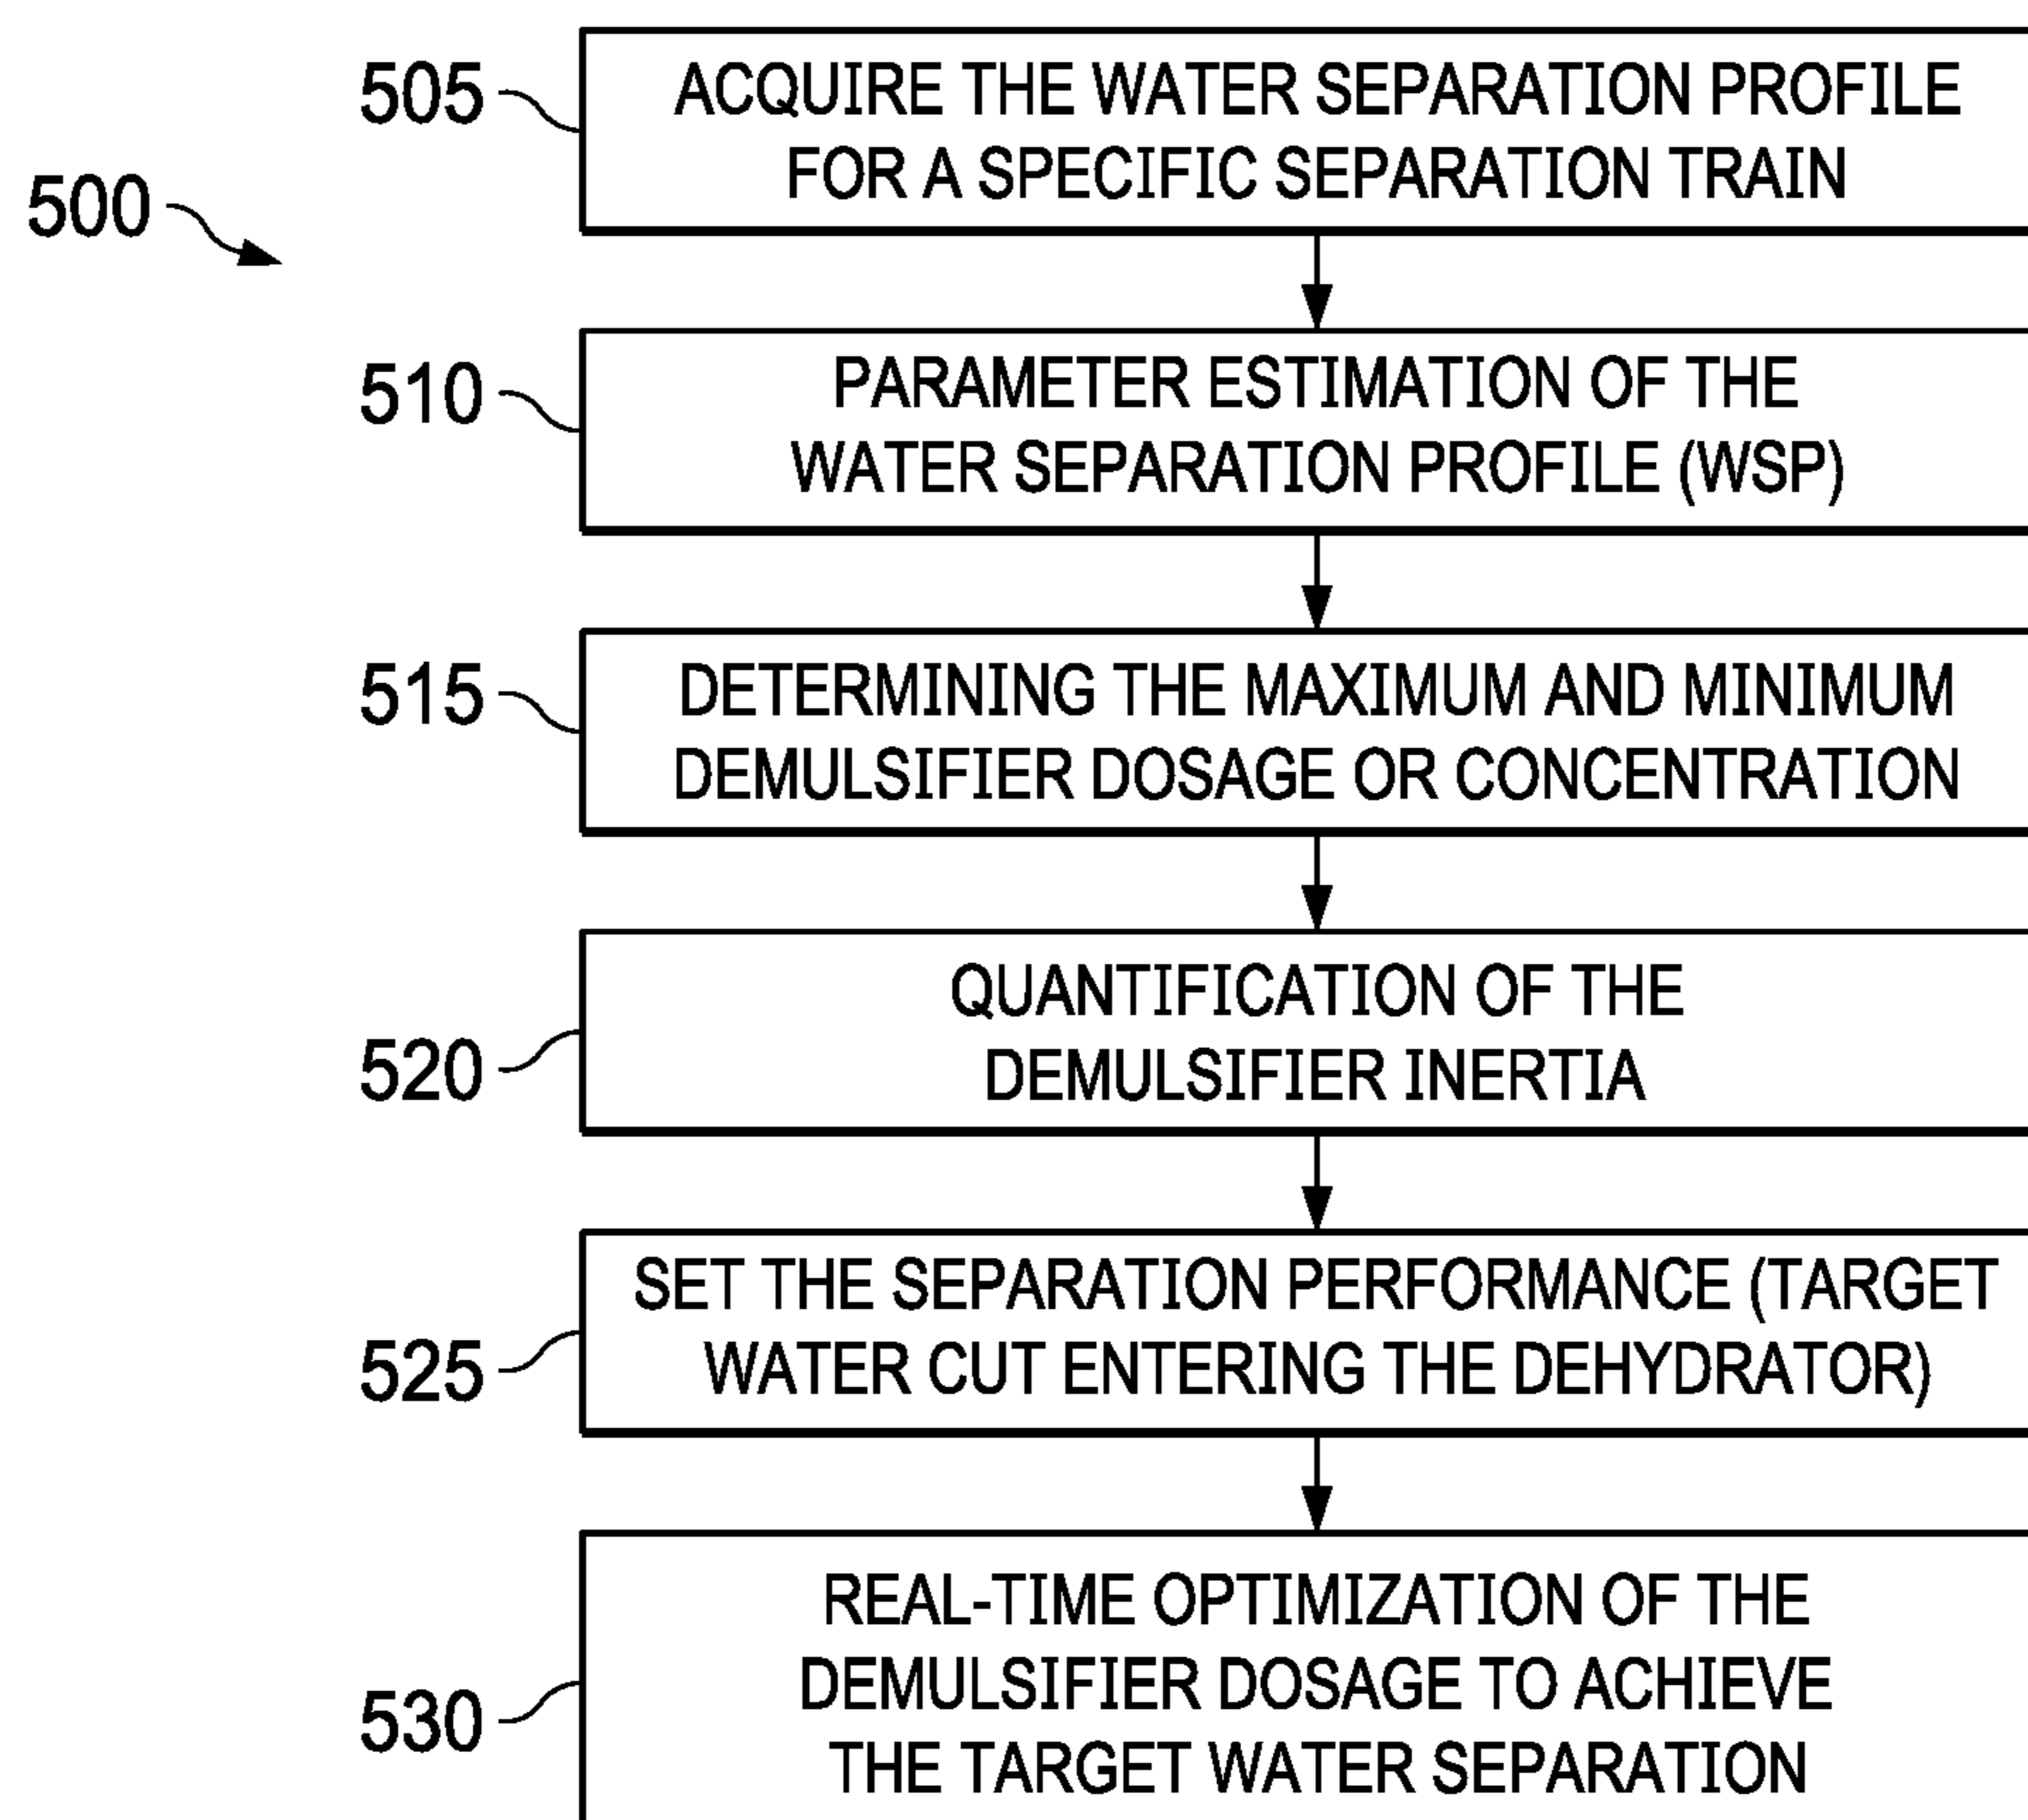 505
ACQUIRE THE WATER SEPARATION PROFILE
FOR A SPECIFIC SEPARATION TRAIN
500
510
PARAMETER ESTIMATION OF THE
WATER SEPARATION PROFILE (WSP)
515
DETERMINING THE MAXIMUM AND MINIMUM
DEMULSIFIER DOSAGE OR CONCENTRATION
520
QUANTIFICATION OF THE
DEMULSIFIER INERTIA
525
SET THE SEPARATION PERFORMANCE (TARGET
WATER CUT ENTERING THE DEHYDRATOR)
530
REAL-TIME OPTIMIZATION OF THE
DEMULSIFIER DOSAGE TO ACHIEVE
THE TARGET WATER SEPARATION